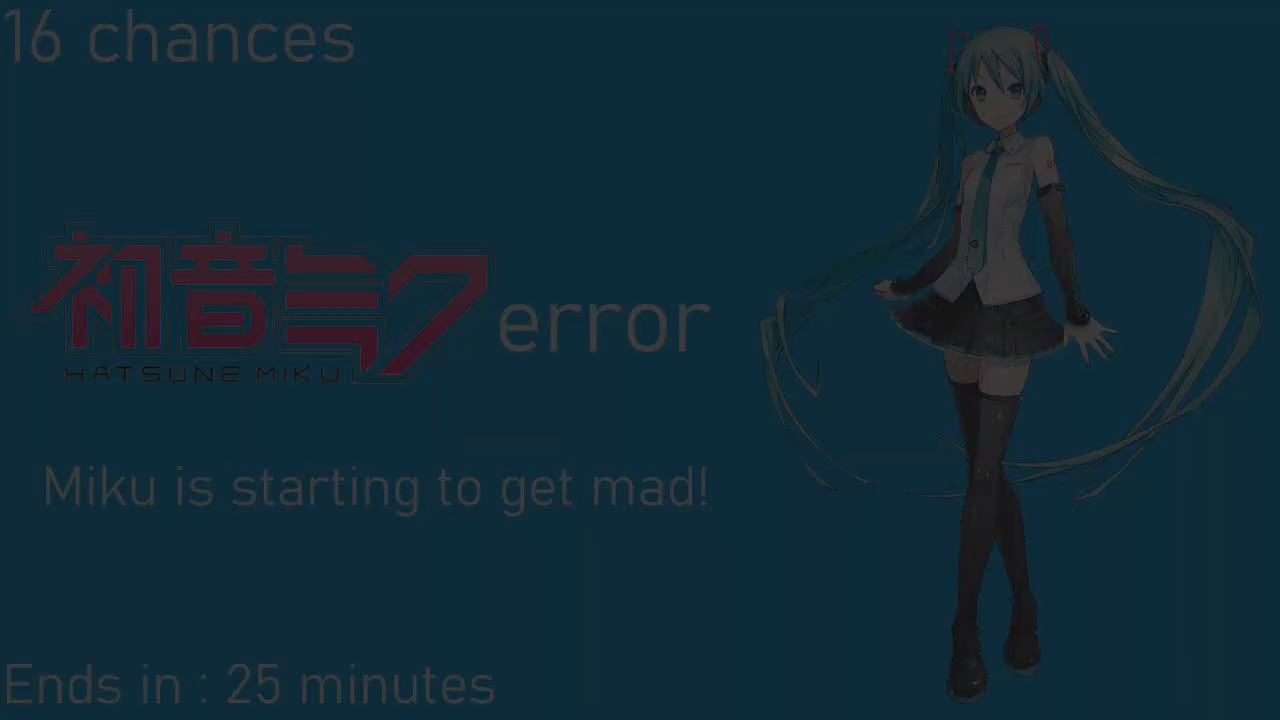 16 chances
初音ミク error
HATSUNE MIKU
Miku is starting to get mad!
Ends in : 25 minutes